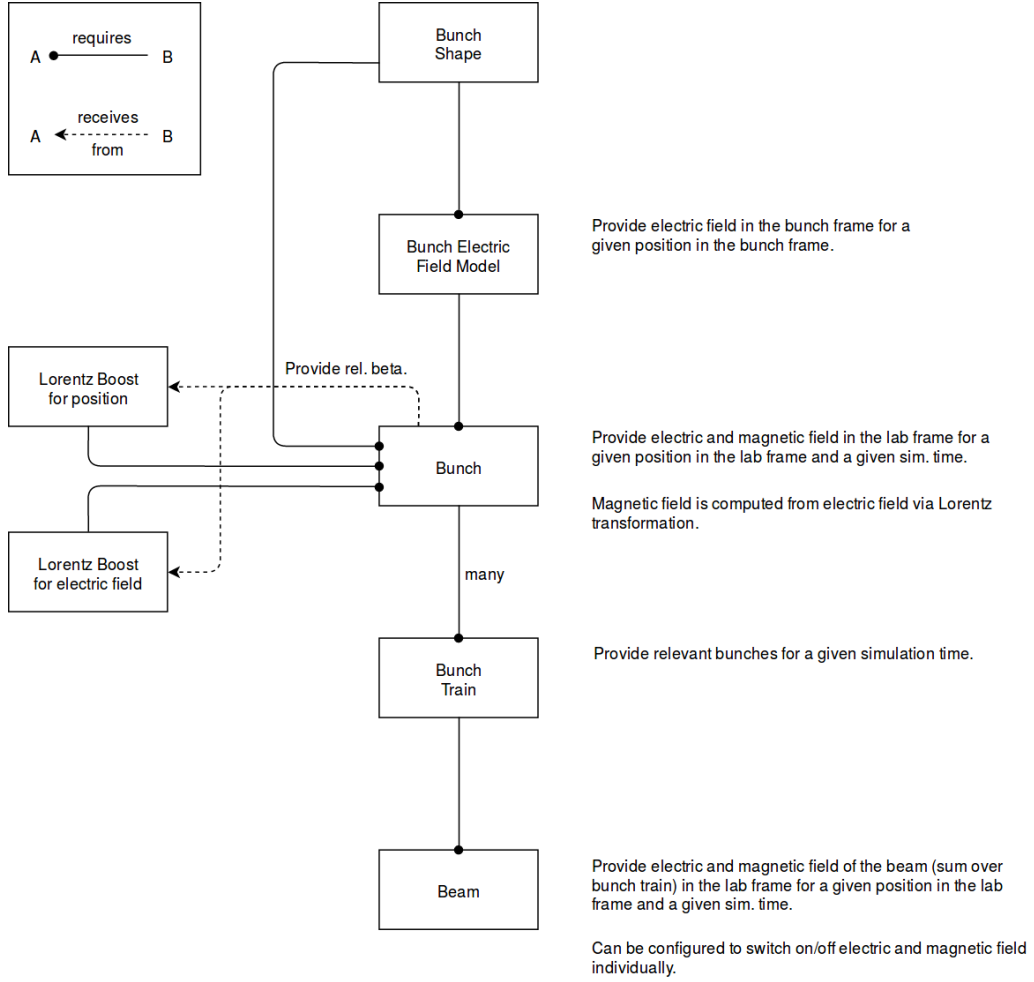 requires
A B
receives
A B
from
Bunch
Shape
Bunch Electric
Field Model
Provide electric field in the bunch frame for a
given position in the bunch frame.
Provide rel. beta.
Lorentz Boost
for position
Bunch
Provide electric and magnetic field in the lab frame for a
given position in the lab frame and a given sim. time.
Magnetic field is computed from electric field via Lorentz
transformation.
Lorentz Boost
for electric field
many
Bunch
Train
Provide relevant bunches for a given simulation time.
Beam
Provide electric and magnetic field of the beam (sum over
bunch train) in the lab frame for a given position in the lab
frame and a given sim. time.
Can be configured to switch on/off electric and magnetic field
individually.